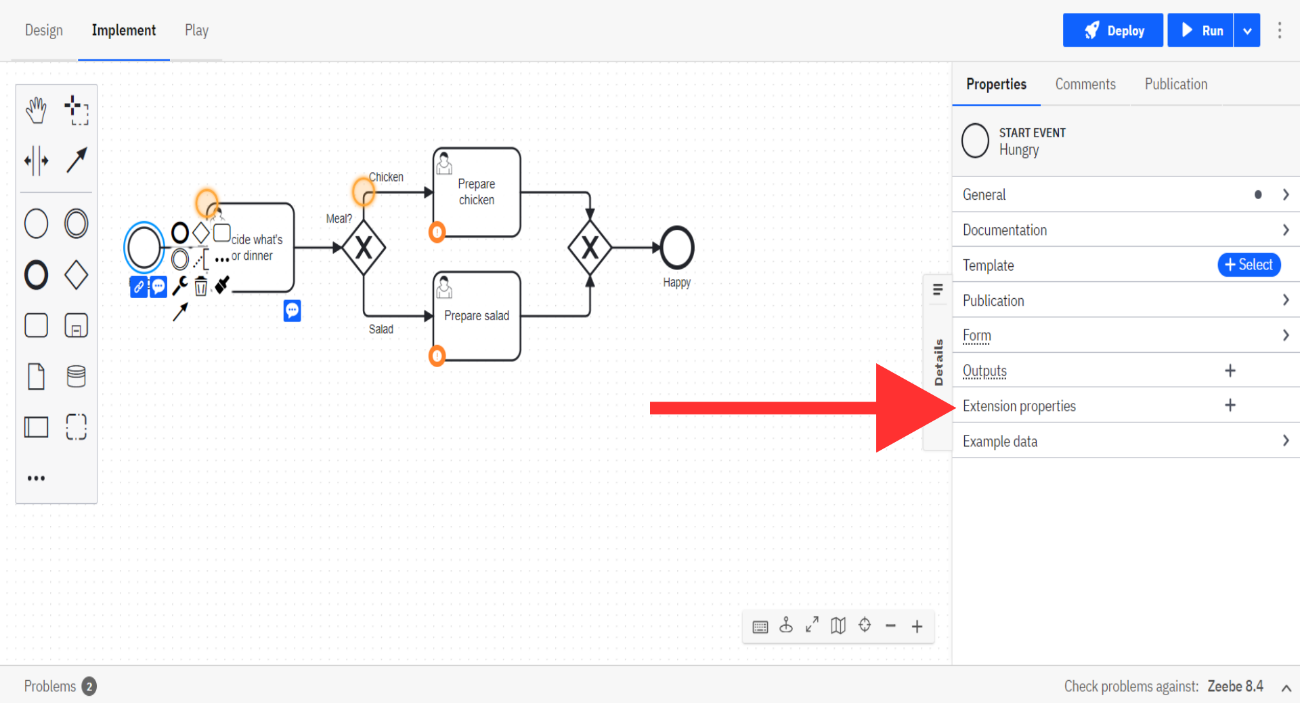 Design
Implement
Play
Deploy
Run
Properties
Comments
Publication
START EVENT
Hungry
General
Documentation
Template
Select
Publication
Form
Outputs
Extension properties
Example data
Details
Chicken
Prepare
chicken
Meal?
cide what's
or dinner
Happy
Prepare salad
Salad
Problems 2
Check problems against: Zeebe 8.4